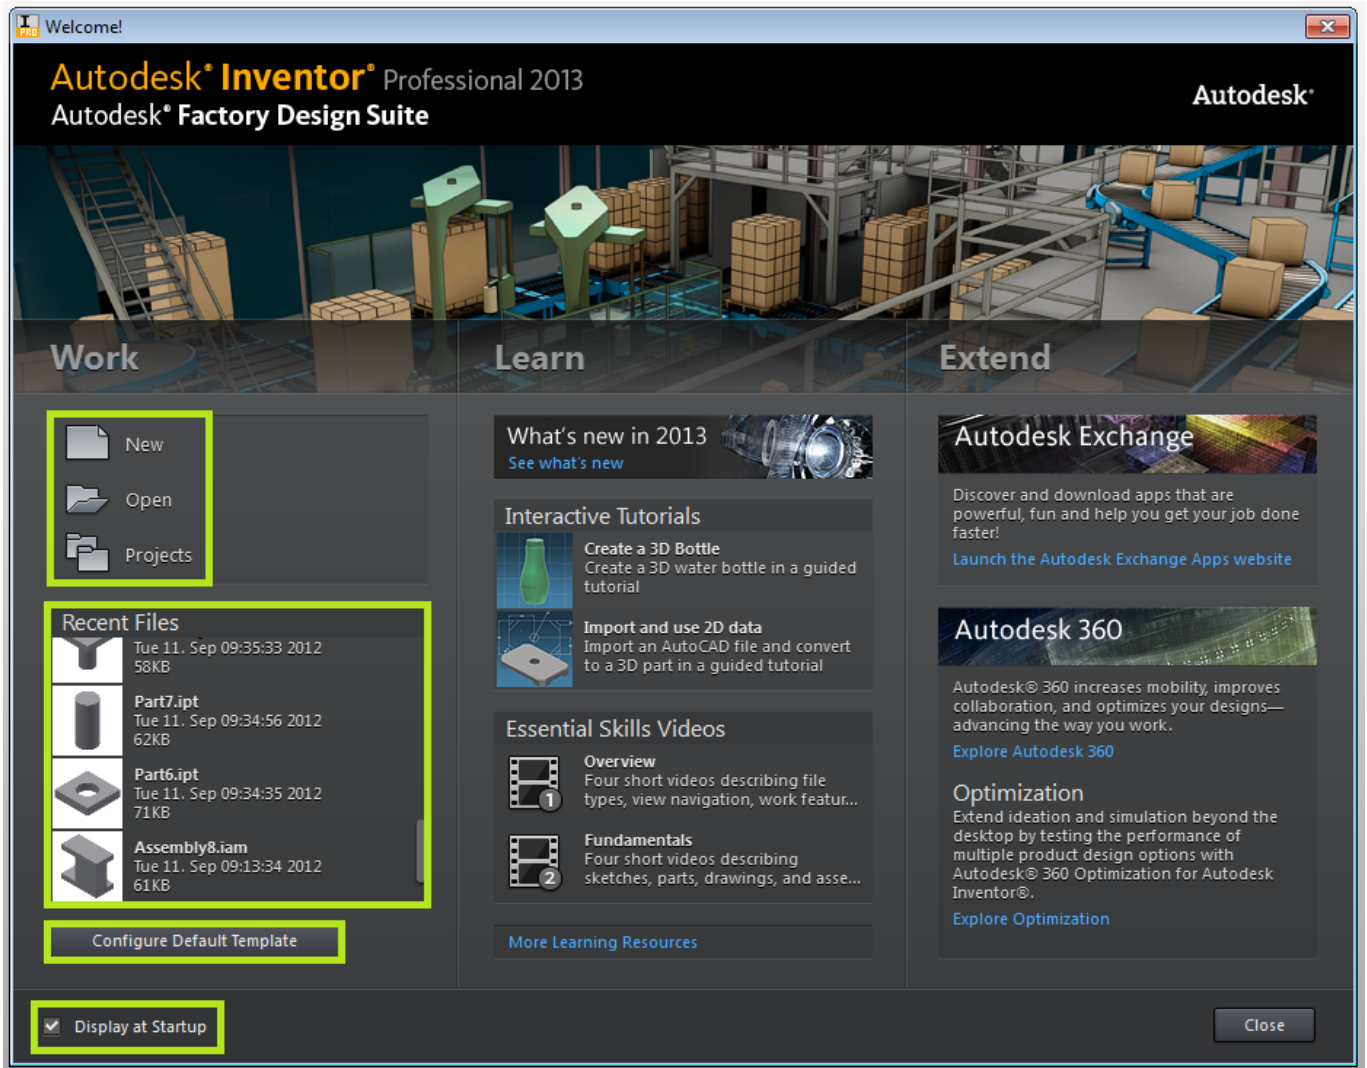 I
PRO
Welcome!
Autodesk® Inventor® Professional 2013
Autodesk® Factory Design Suite
Autodesk®
Work
Learn
Extend
New
Open
Projects
Recent Files
Tue 11. Sep 09:35:33 2012
58KB
Part7.ipt
Tue 11. Sep 09:34:56 2012
62KB
Part6.ipt
Tue 11. Sep 09:34:35 2012
71KB
Assembly8.iam
Tue 11. Sep 09:13:34 2012
61KB
Configure Default Template
What's new in 2013
See what's new
Interactive Tutorials
Create a 3D Bottle
Create a 3D water bottle in a guided
tutorial
Import and use 2D data
Import an AutoCAD file and convert
to a 3D part in a guided tutorial
Essential Skills Videos
1
Overview
Four short videos describing file
types, view navigation, work featur...
2
Fundamentals
Four short videos describing
sketches, parts, drawings, and asse...
More Learning Resources
Autodesk Exchange
Discover and download apps that are
powerful, fun and help you get your job done
faster!
Launch the Autodesk Exchange Apps website
Autodesk 360
Autodesk® 360 increases mobility, improves
collaboration, and optimizes your designs—
advancing the way you work.
Explore Autodesk 360
Optimization
Extend ideation and simulation beyond the
desktop by testing the performance of
multiple product design options with
Autodesk® 360 Optimization for Autodesk
Inventor®.
Explore Optimization
Display at Startup
Close